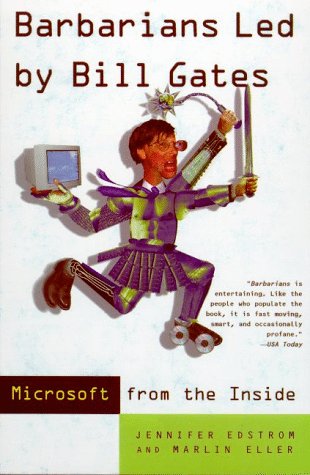 Barbarians Led
by Bill Gates
"Barbarians is
entertaining. Like the
people who populate the
book, it is fast moving,
smart, and occasionally
profane."
—USA Today
Microsoft from the Inside
JENNIFER EDSTROM
AND MARLIN ELLER